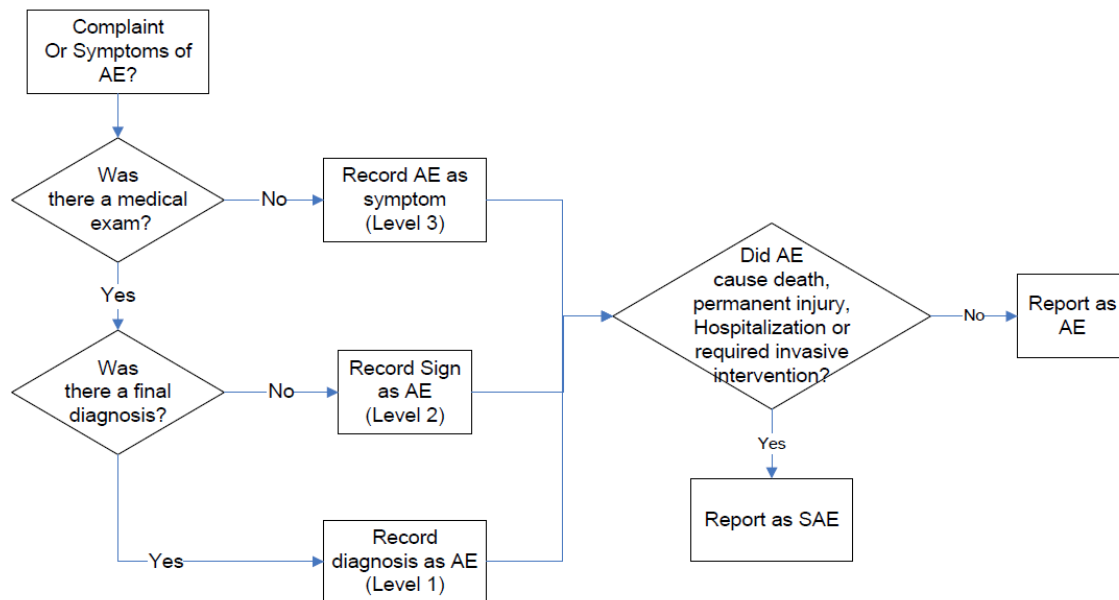 Complaint
Or Symptoms of
AE?
Was
there a medical
exam?
No
Record AE as
symptom
(Level 3)
Yes
Was
there a final
diagnosis?
No
Record Sign
as AE
(Level 2)
Yes
Record
diagnosis as AE
(Level 1)
Did AE
cause death,
permanent injury,
Hospitalization or
required invasive
intervention?
No
Report as
AE
Yes
Report as SAE